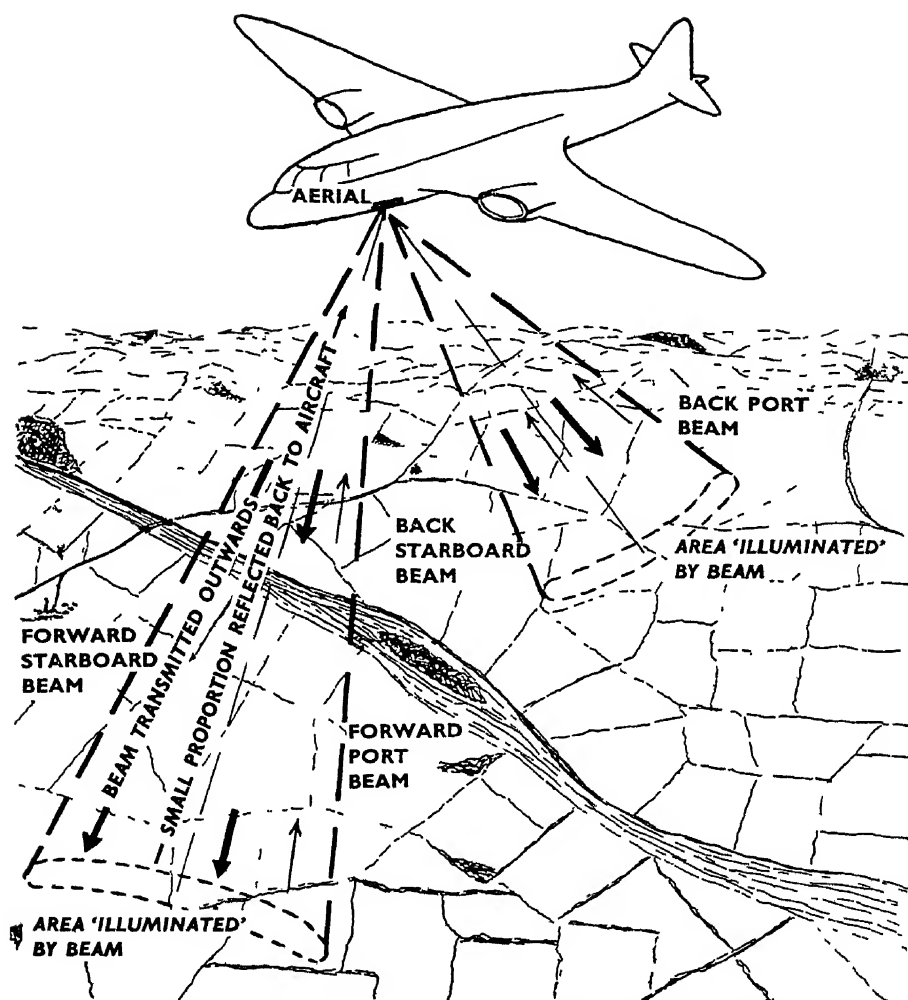 AERIAL
BACK PORT
BEAM
BACK
STARBOARD
BEAM
AREA 'ILLUMINATED'
BY BEAM
FORWARD
STARBOARD
BEAM
BEAM TRANSMITTED OUTWARDS
SMALL PROPORTION REFLECTED BACK TO AIRCRAFT
FORWARD
PORT
BEAM
AREA 'ILLUMINATED'
BY BEAM